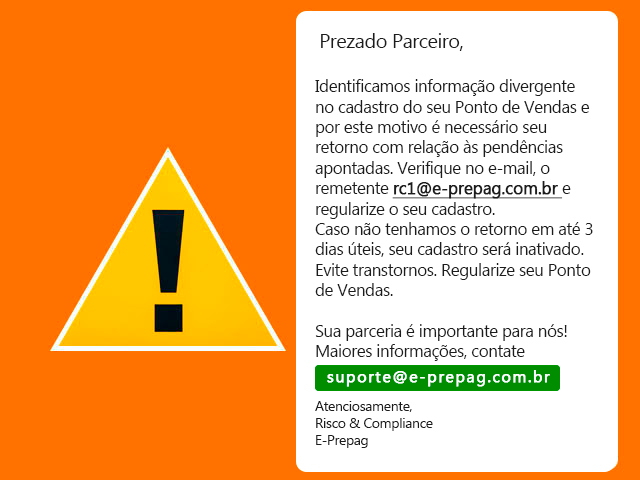 Prezado Parceiro,
Identificamos informação divergente
no cadastro do seu Ponto de Vendas e
por este motivo é necessário seu
retorno com relação às pendências
apontadas. Verifique no e-mail, o
remetente rc1@e-prepag.com.br e
regularize o seu cadastro.
Caso não tenhamos o retorno em até 3
dias úteis, seu cadastro será inativado.
Evite transtornos. Regularize seu Ponto
de Vendas.
Sua parceria é importante para nós!
Maiores informações, contate
suporte@e-prepag.com.br
Atenciosamente,
Risco & Compliance
E-Prepag